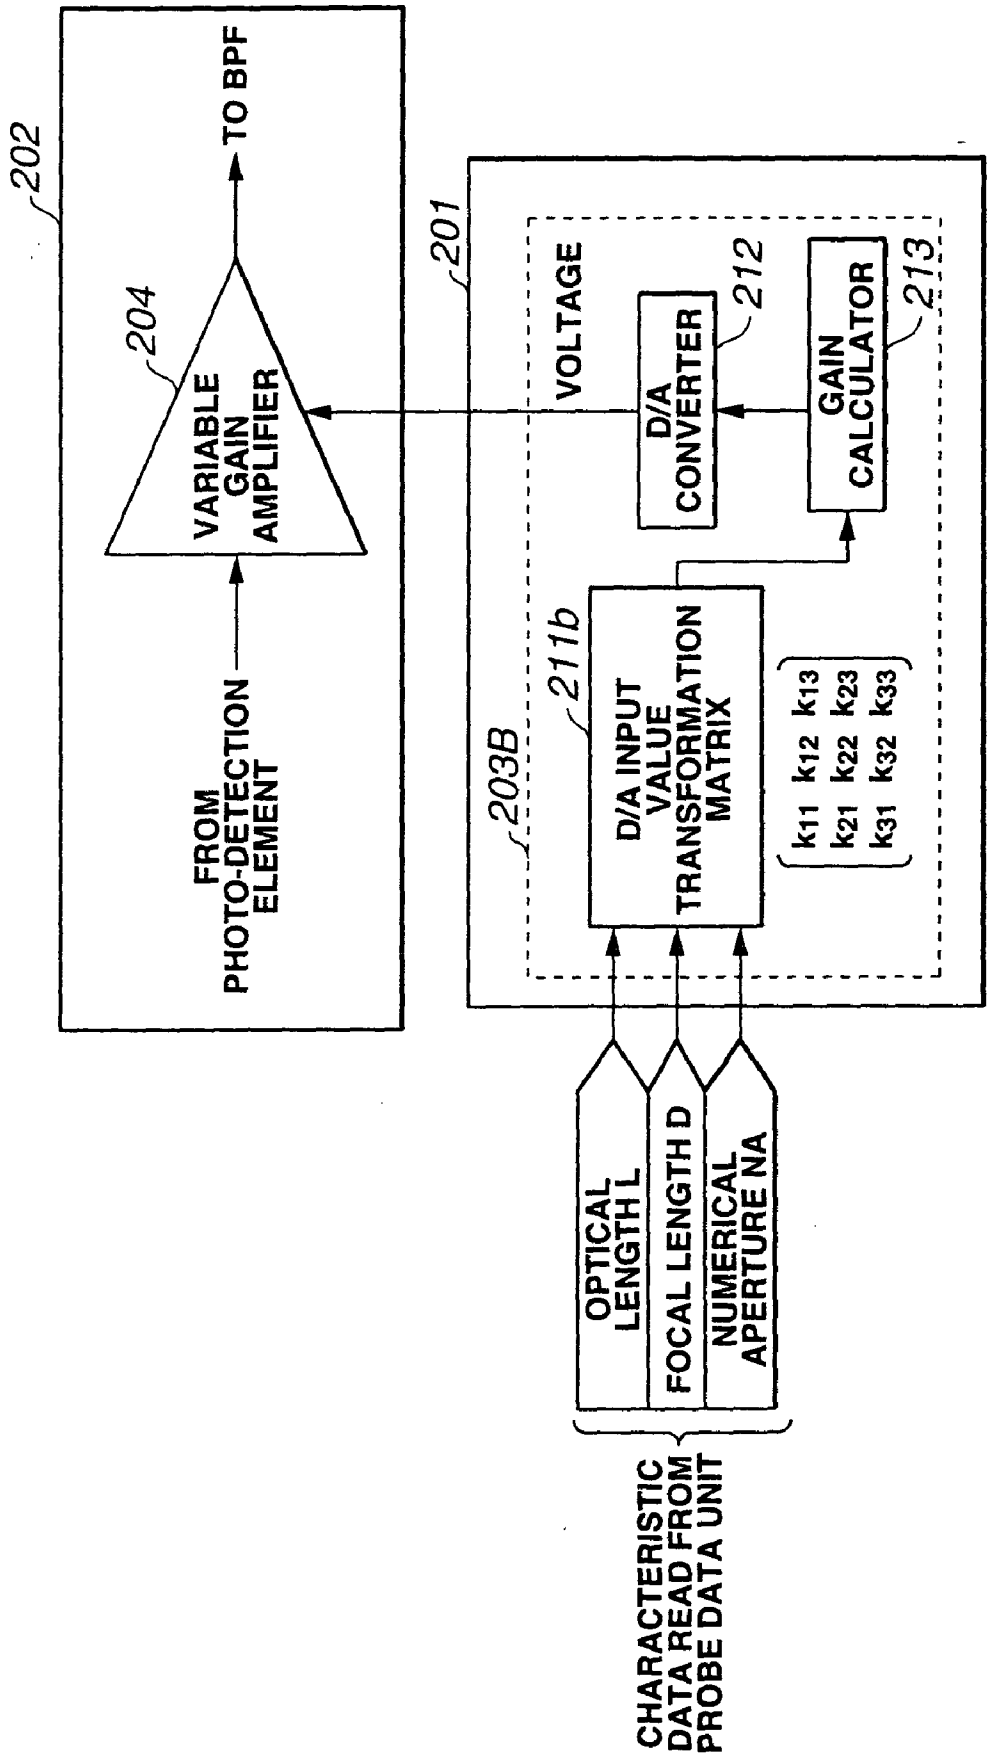 202
204
FROM
PHOTO-DETECTION
ELEMENT
VARIABLE
GAIN
AMPLIFIER
TO BPF
201
203B
VOLTAGE
211b
D/A INPUT
VALUE
TRANSFORMATION
MATRIX
D/A
CONVERTER
212
GAIN
CALCULATOR
213
k11 k12 k13
k21 k22 k23
k31 k32 k33
OPTICAL
LENGTH L
FOCAL LENGTH D
NUMERICAL
APERTURE NA
CHARACTERISTIC
DATA READ FROM
PROBE DATA UNIT